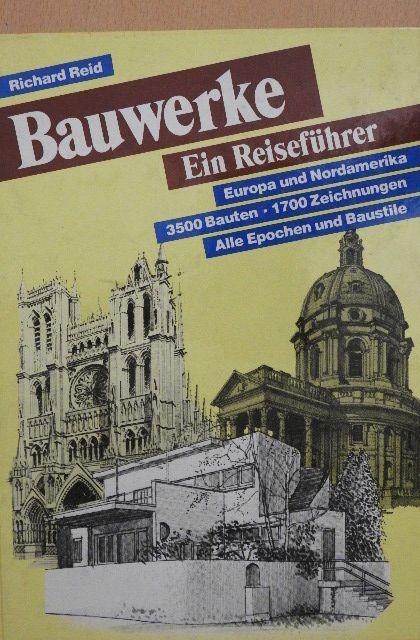 Richard Reid
Bauwerke
Ein Reiseführer
Europa und Nordamerika
3500 Bauten · 1700 Zeichnungen
Alle Epochen und Baustile